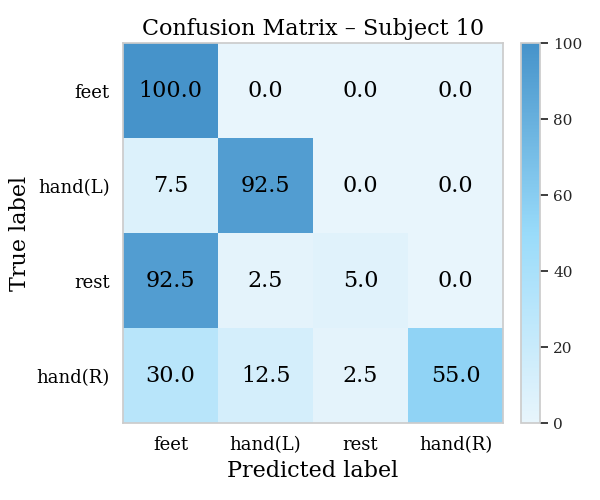 Confusion Matrix – Subject 10
True label
feet 100.0 0.0 0.0 0.0
hand(L) 7.5 92.5 0.0 0.0
rest 92.5 2.5 5.0 0.0
hand(R) 30.0 12.5 2.5 55.0
feet hand(L) rest hand(R)
Predicted label
100
80
60
40
20
0